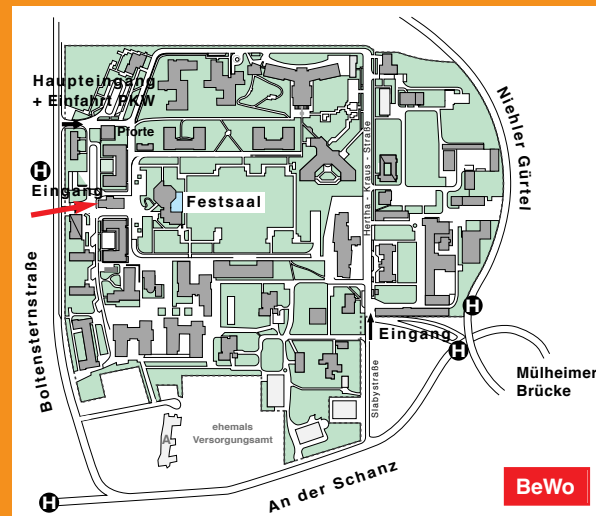 Haupteingang
+ Einfahrt PKW
Pforte
H
Eingang
Festsaal
Hertha - Kraus - Straße
Niehler Gürtel
Boltensternstraße
H
Eingang
H
Slabystraße
Mülheimer
Brücke
ehemals
Versorgungsamt
A
An der Schanz
H
BeWo